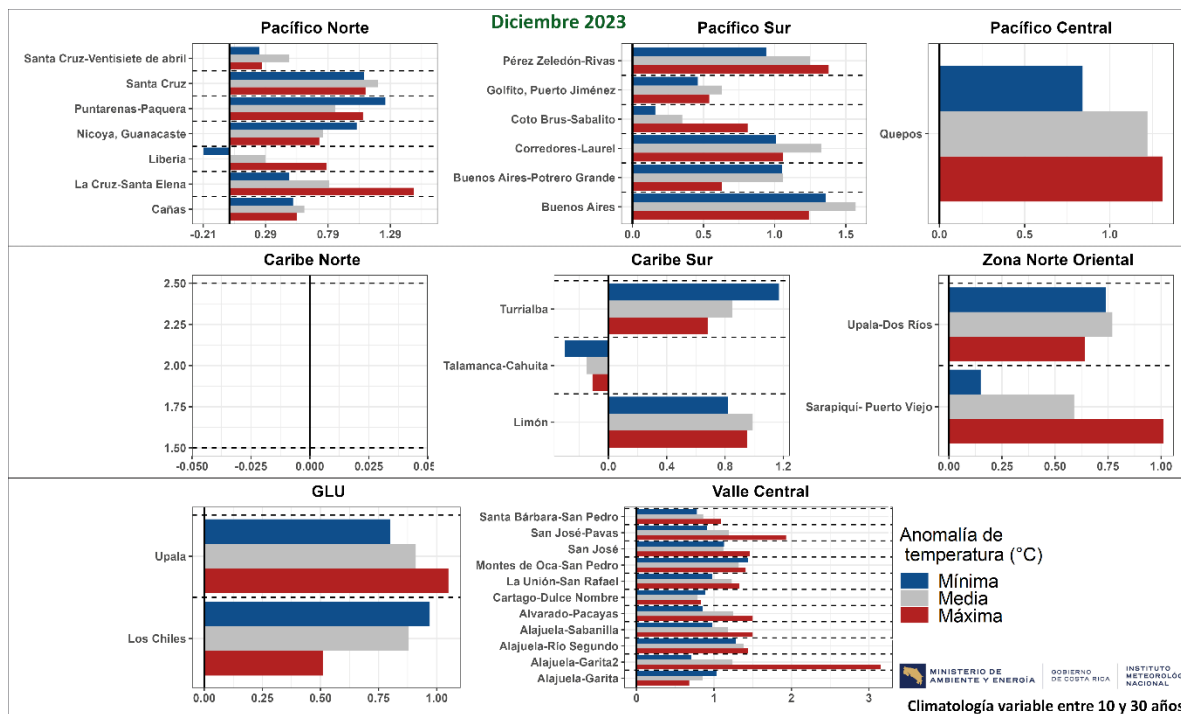 Diciembre 2023
Pacífico Norte
Santa Cruz-Ventisiete de abril
Santa Cruz
Puntarenas-Paquera
Nicoya, Guanacaste
Liberia
La Cruz-Santa Elena
Cañas
-0.21 0.29 0.79 1.29
Pacífico Sur
Pérez Zeledón-Rivas
Golfito, Puerto Jiménez
Coto Brus-Sabalito
Corredores-Laurel
Buenos Aires-Potrero Grande
Buenos Aires
0.0 0.5 1.0 1.5
Pacífico Central
Quepos
0.0 0.5 1.0
Caribe Norte
2.50
2.25
2.00
1.75
1.50
-0.050 -0.025 0.000 0.025 0.05
Caribe Sur
Turrialba
Talamanca-Cahuita
Limón
0.0 0.4 0.8 1.2
Zona Norte Oriental
Upala-Dos Ríos
Sarapiquí- Puerto Viejo
0.00 0.25 0.50 0.75 1.00
GLU
Upala
Los Chiles
0.00 0.25 0.50 0.75 1.00
Valle Central
Santa Bárbara-San Pedro
San José-Pavas
San José
Montes de Oca-San Pedro
La Unión-San Rafael
Cartago-Dulce Nombre
Alvarado-Pacayas
Alajuela-Sabanilla
Alajuela-Río Segundo
Alajuela-Garita2
Alajuela-Garita
0 1 2 3
Anomalía de
temperatura (°C)
Mínima
Media
Máxima
MINISTERIO DE
AMBIENTE Y ENERGÍA
GOBIERNO
DE COSTA RICA
INSTITUTO
METEOROLÓG
NACIONAL
Climatología variable entre 10 y 30 años